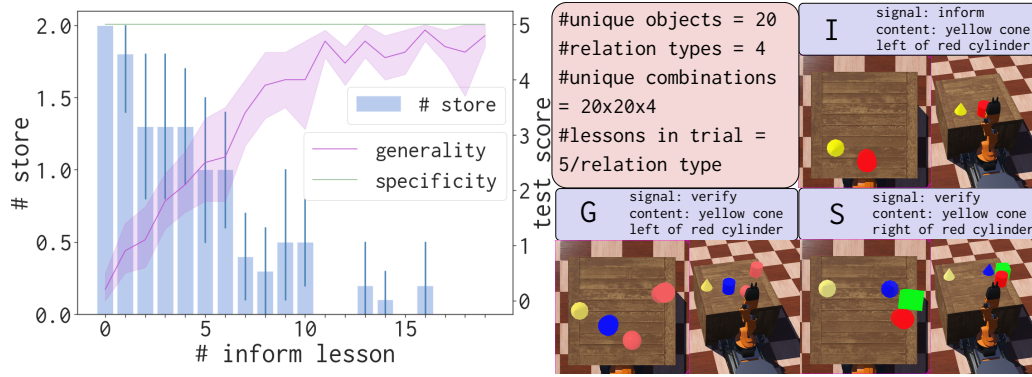 2.0
1.5
1.0
0.5
0.0
# store
0
5
10
15
# inform lesson
5
4
3
2
1
0
test score
# store
generality
specificity
#unique objects = 20
#relation types = 4
#unique combinations
= 20x20x4
#lessons in trial =
5/relation type
I
signal: inform
content: yellow cone
left of red cylinder
G
signal: verify
content: yellow cone
left of red cylinder
S
signal: verify
content: yellow cone
right of red cylinder